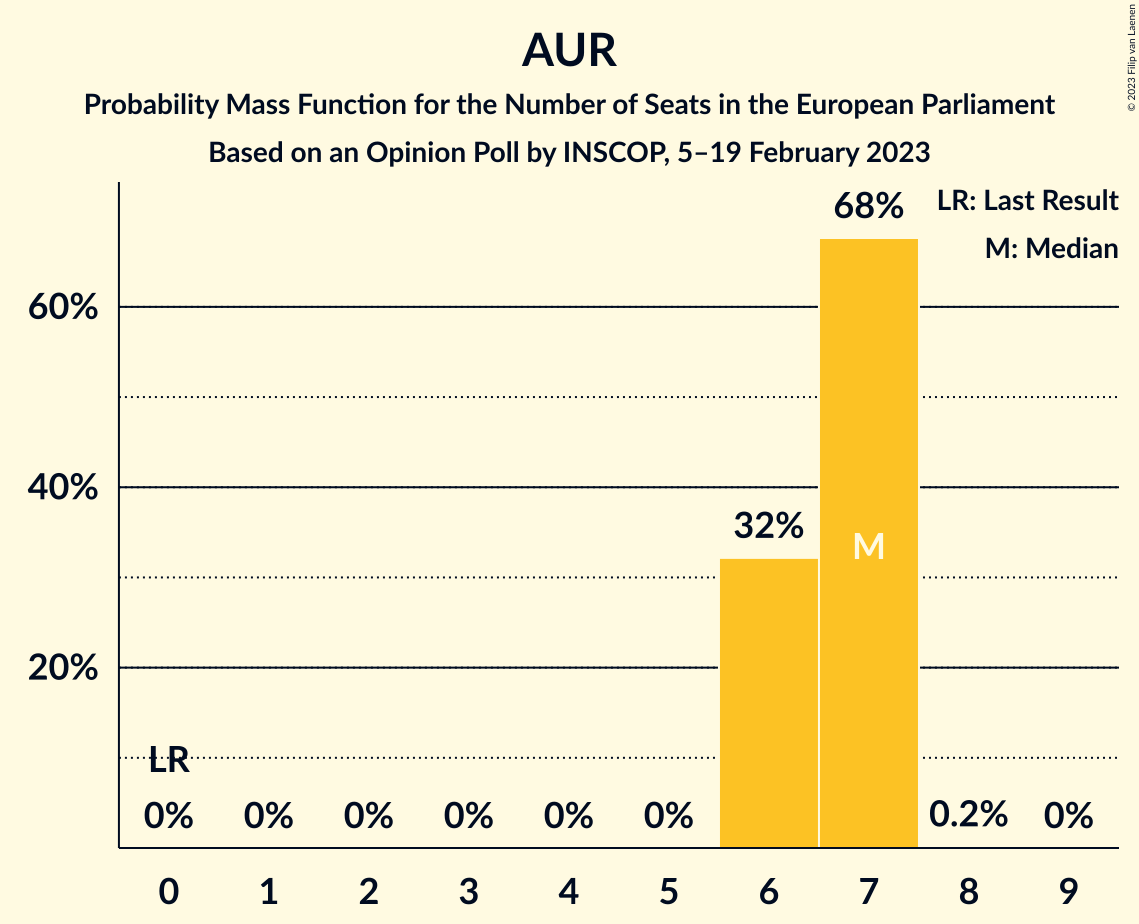 AUR
Probability Mass Function for the Number of Seats in the European Parliament
Based on an Opinion Poll by INSCOP, 5–19 February 2023
© 2023 Filip van Laenen
LR: Last Result
M: Median
68%
60%
40%
32%
M
20%
LR
0% 0% 0% 0% 0% 0% 0.2% 0%
0 1 2 3 4 5 6 7 8 9